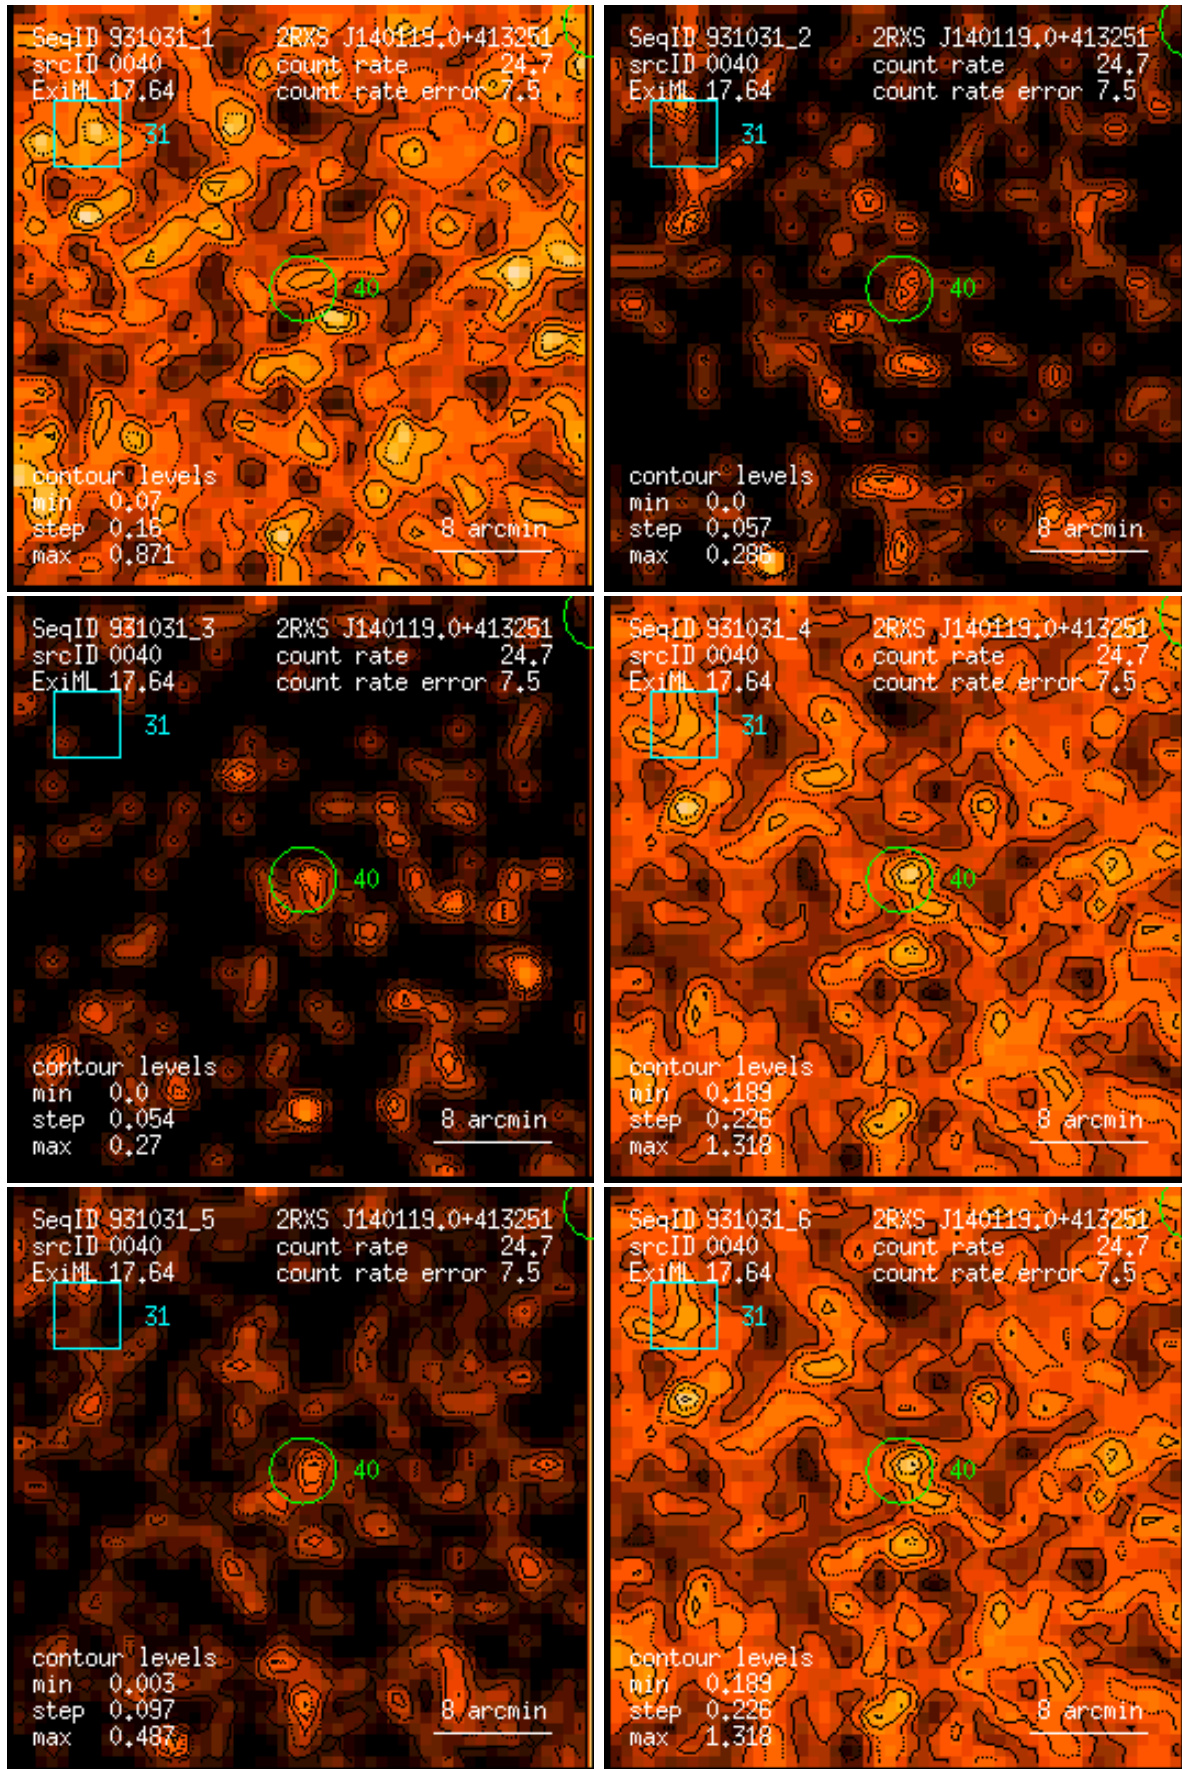 SeqID 931031_1 2RXS J140119.0+413251
srcID 0040 count rate 24.7
ExiML 17.64 count rate error 7.5
31
40
contour levels
min 0.07
step 0.16 8 arcmin
max 0.871
SeqID 931031_2 2RXS J140119.0+413251
srcID 0040 count rate 24.7
ExiML 17.64 count rate error 7.5
31
40
contour levels
min 0.0
step 0.057 8 arcmin
max 0.286
SeqID 931031_3 2RXS J140119.0+413251
srcID 0040 count rate 24.7
ExiML 17.64 count rate error 7.5
31
40
contour levels
min 0.0
step 0.054 8 arcmin
max 0.27
SeqID 931031_4 2RXS J140119.0+413251
srcID 0040 count rate 24.7
ExiML 17.64 count rate error 7.5
31
40
contour levels
min 0.189
step 0.226 8 arcmin
max 1.318
SeqID 931031_5 2RXS J140119.0+413251
srcID 0040 count rate 24.7
ExiML 17.64 count rate error 7.5
31
40
contour levels
min 0.003
step 0.097 8 arcmin
max 0.487
SeqID 931031_6 2RXS J140119.0+413251
srcID 0040 count rate 24.7
ExiML 17.64 count rate error 7.5
31
40
contour levels
min 0.189
step 0.226 8 arcmin
max 1.318